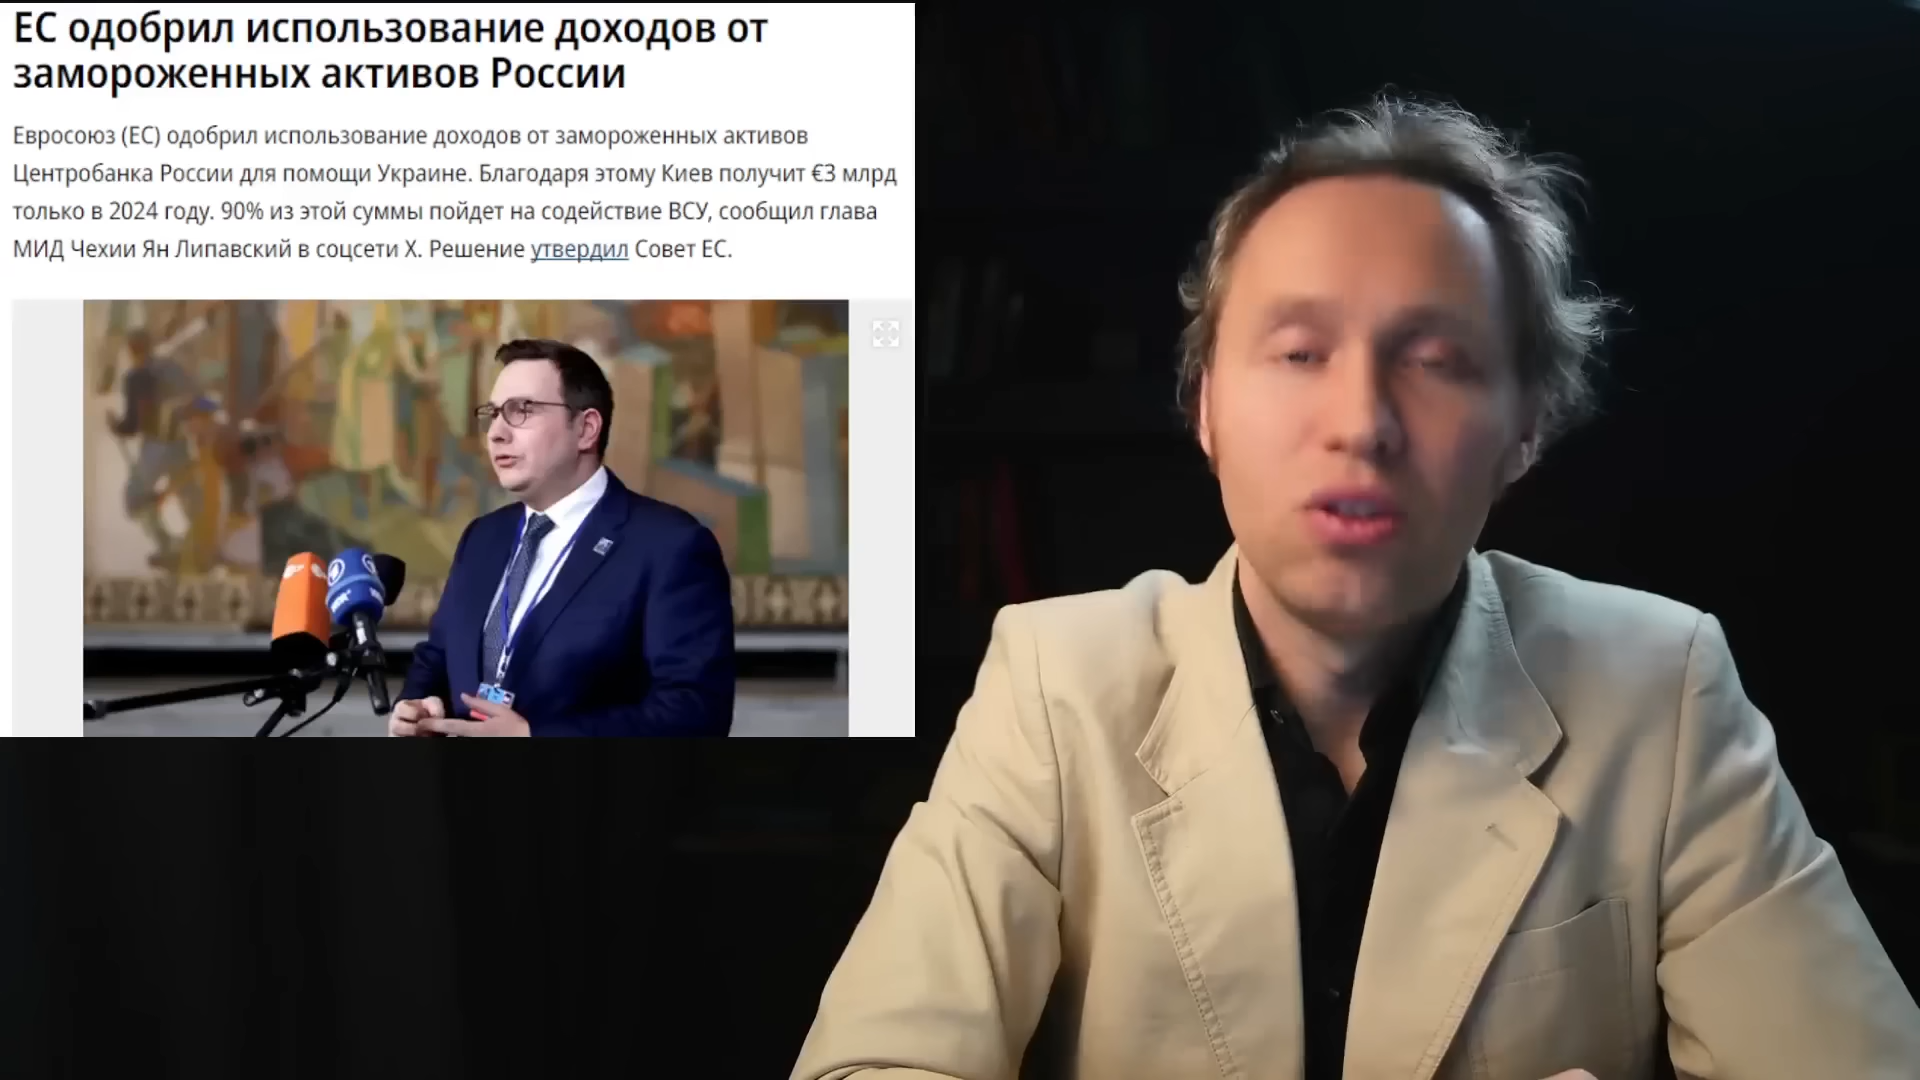 ЕС одобрил использование доходов от
замороженных активов России
Евросоюз (ЕС) одобрил использование доходов от замороженных активов
Центробанка России для помощи Украине. Благодаря этому Киев получит €3 млрд
только в 2024 году. 90% из этой суммы пойдет на содействие ВСУ, сообщил глава
МИД Чехии Ян Липавский в соцсети X. Решение утвердил Совет ЕС.